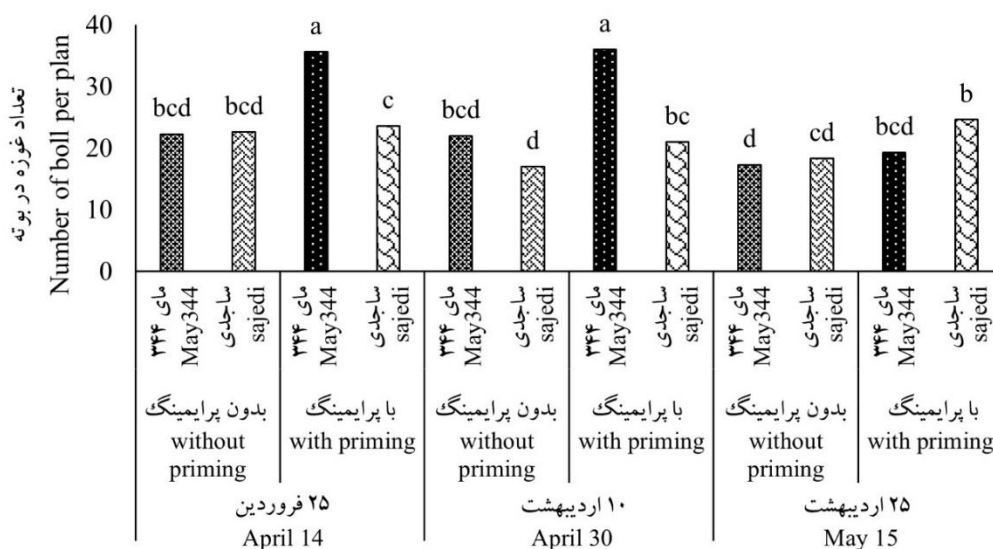 تعداد غوزه در بوته
Number of boll per plan
40
30
20
10
0
bcd
bcd
a
c
bcd
d
a
bc
d
cd
bcd
b
مای ۳۴۴
May344
ساجدی
sajedi
مای ۳۴۴
May344
ساجدی
sajedi
مای ۳۴۴
May344
ساجدی
sajedi
مای ۳۴۴
May344
ساجدی
sajedi
مای ۳۴۴
May344
ساجدی
sajedi
مای ۳۴۴
May344
ساجدی
sajedi
بدون پرایمینگ
without
priming
با پرایمینگ
with priming
بدون پرایمینگ
without
priming
با پرایمینگ
with priming
بدون پرایمینگ
without
priming
با پرایمینگ
with priming
۲۵ فروردین
April 14
۱۰ اردیبهشت
April 30
۲۵ اردیبهشت
May 15